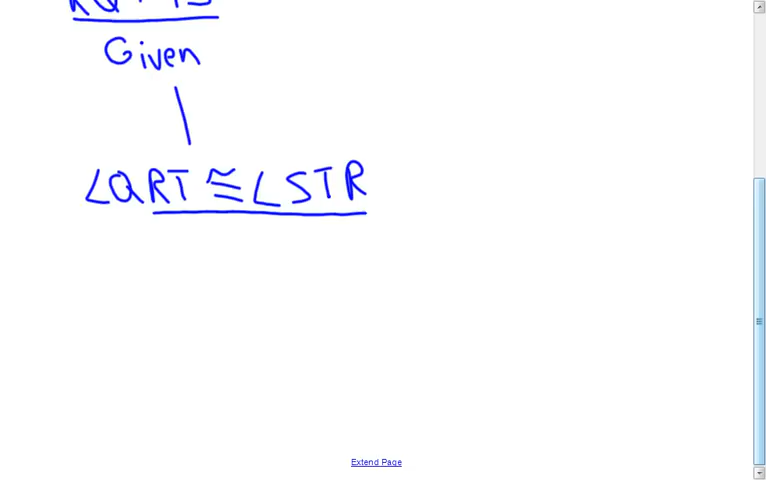 Given
∠QRT ≅ ∠STR
Extend Page